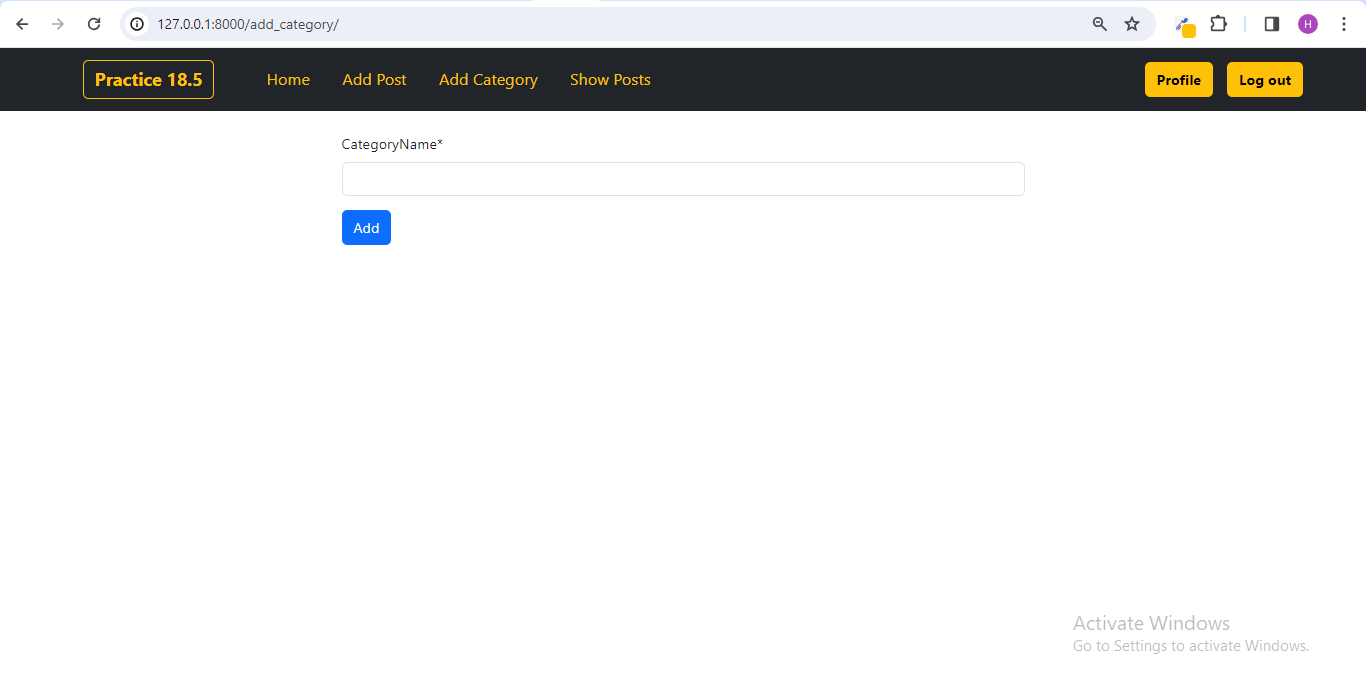 127.0.0.1:8000/add_category/
H
Practice 18.5 Home Add Post Add Category Show Posts Profile Log out
CategoryName*
Add
Activate Windows
Go to Settings to activate Windows.